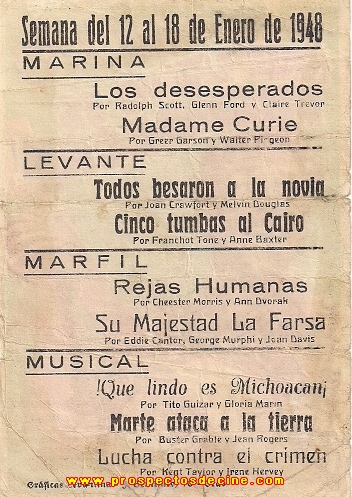 Semana del 12 al 18 de Enero de 1948
MARINA
Los desesperados
Por Radolph Scott, Glenn Ford y Claire Trevor
Madame Curie
Por Greer Garson y Walter Pirgeon
LEVANTE
Todos besaron a la novia
Por Joan Crawfort y Melvin Douglas
Cinco tumbas al Cairo
Por Franchot Tone y Anne Baxter
MARFIL
Rejas Humanas
Por Cheester Morris y Ann Dvorak
Su Majestad La Farsa
Por Eddie Cantor, George Murphi y Joan Davis
MUSICAL
!Que lindo es Michoacan¡
Por Tito Guizar y Gloria Marin
Marte ataca a la tierra
Por Buster Grable y Jean Rogers
Lucha contra el crimen
Por Kent Taylor y Irene Hervey
Gráficas
www.prospectosdecine.com